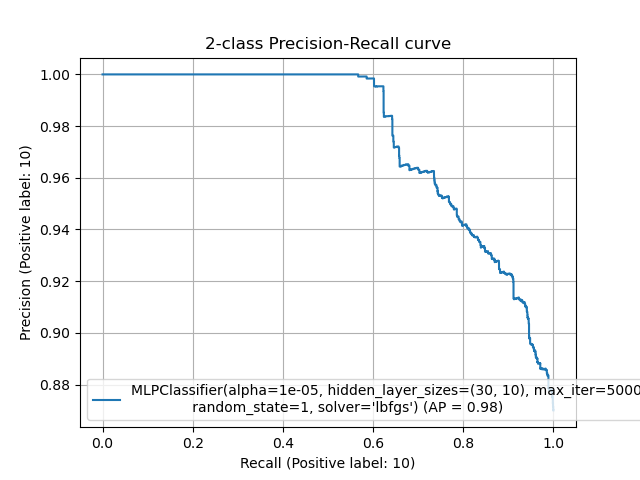 2-class Precision-Recall curve
1.00
0.98
0.96
0.94
0.92
0.90
0.88
Precision (Positive label: 10)
MLPClassifier(alpha=1e-05, hidden_layer_sizes=(30, 10), max_iter=5000
random_state=1, solver='lbfgs') (AP = 0.98)
0.0 0.2 0.4 0.6 0.8 1.0
Recall (Positive label: 10)